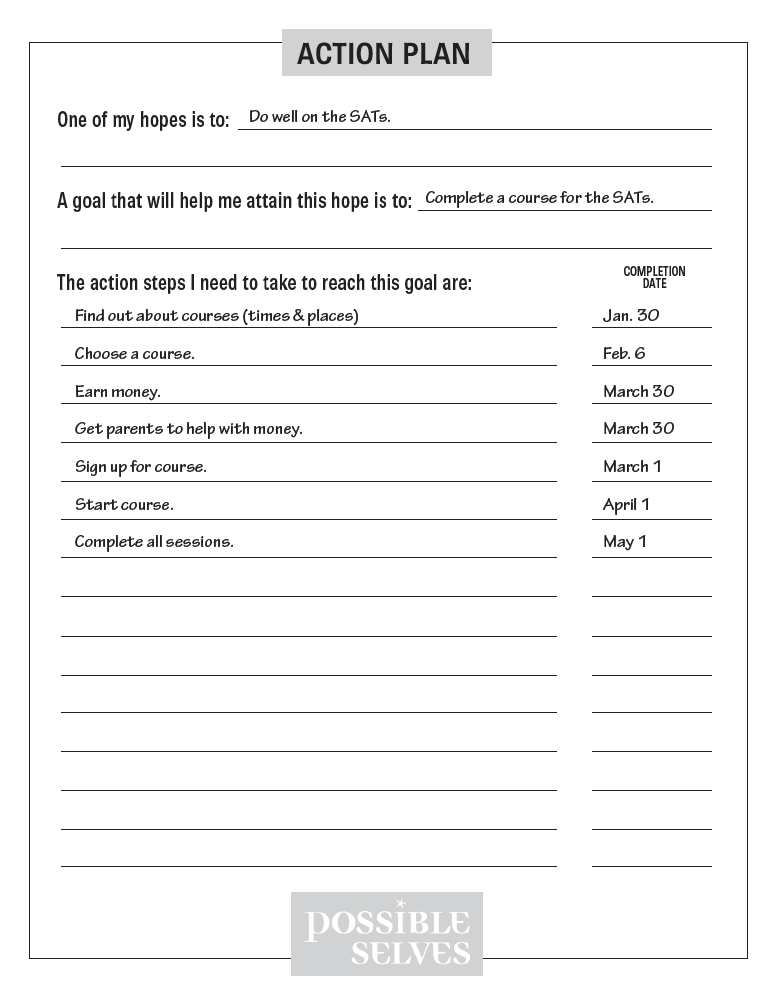 ACTION PLAN
One of my hopes is to: Do well on the SATs.
A goal that will help me attain this hope is to: Complete a course for the SATs.
The action steps I need to take to reach this goal are: COMPLETION
DATE
Find out about courses (times & places) Jan. 30
Choose a course. Feb. 6
Earn money. March 30
Get parents to help with money. March 30
Sign up for course. March 1
Start course. April 1
Complete all sessions. May 1
POSSIBLE
SELVES